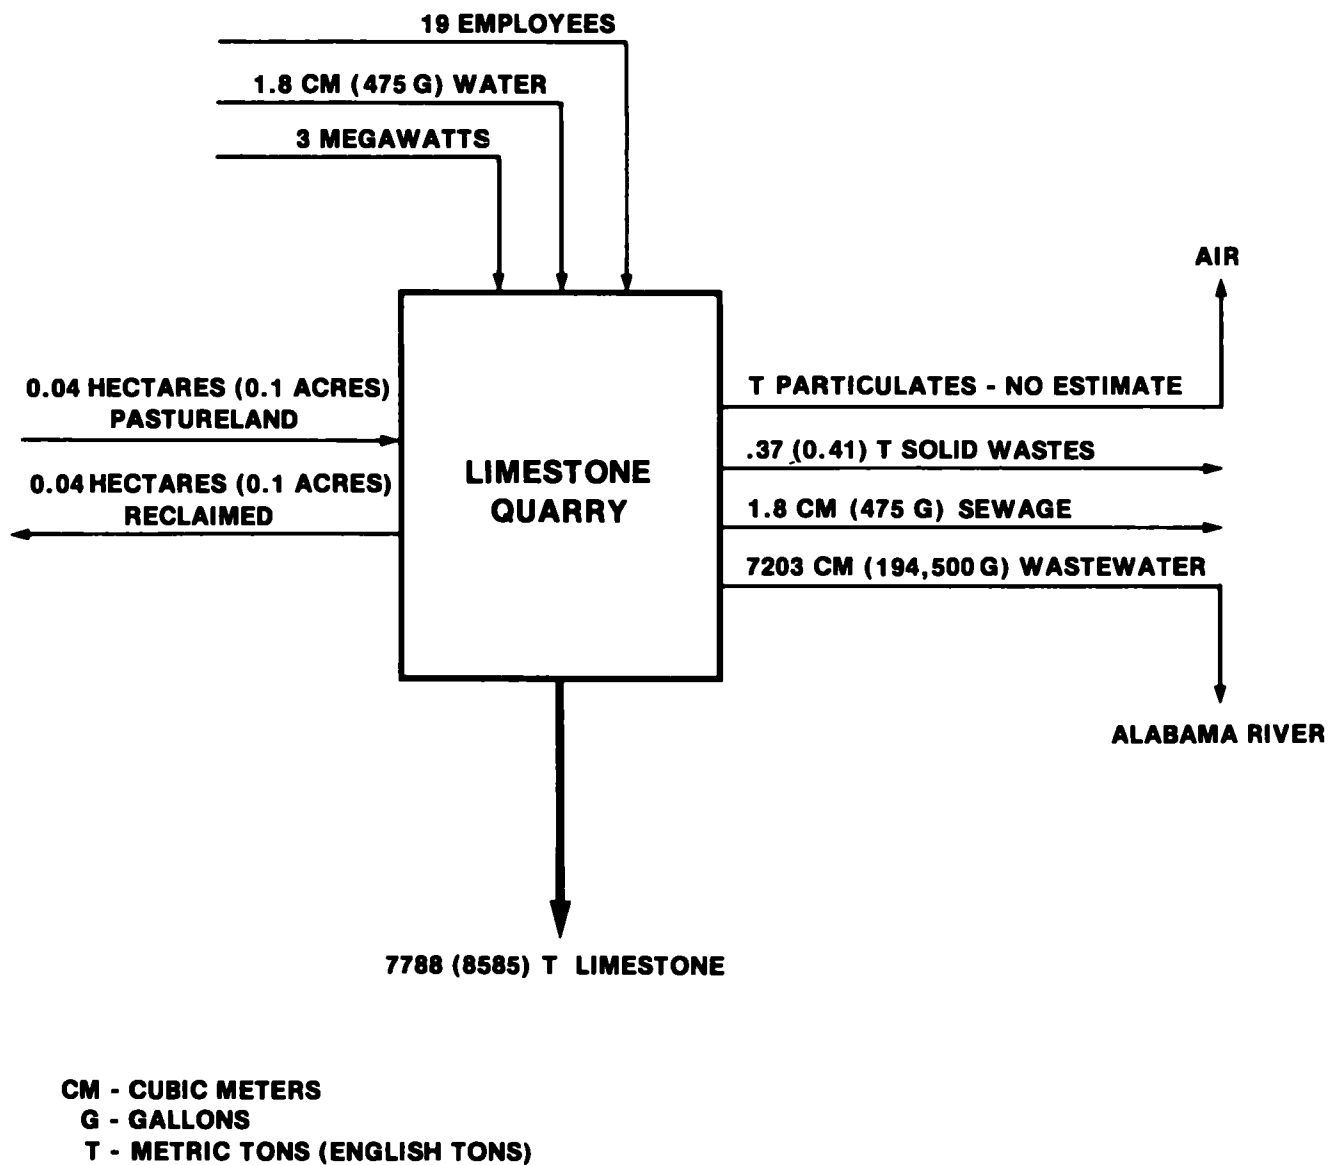 19 EMPLOYEES
1.8 CM (475 G) WATER
3 MEGAWATTS
AIR
0.04 HECTARES (0.1 ACRES)
PASTURELAND
T PARTICULATES - NO ESTIMATE
.37 (0.41) T SOLID WASTES
0.04 HECTARES (0.1 ACRES)
RECLAIMED
LIMESTONE
QUARRY
1.8 CM (475 G) SEWAGE
7203 CM (194,500 G) WASTEWATER
ALABAMA RIVER
7788 (8585) T LIMESTONE
CM - CUBIC METERS
G - GALLONS
T - METRIC TONS (ENGLISH TONS)